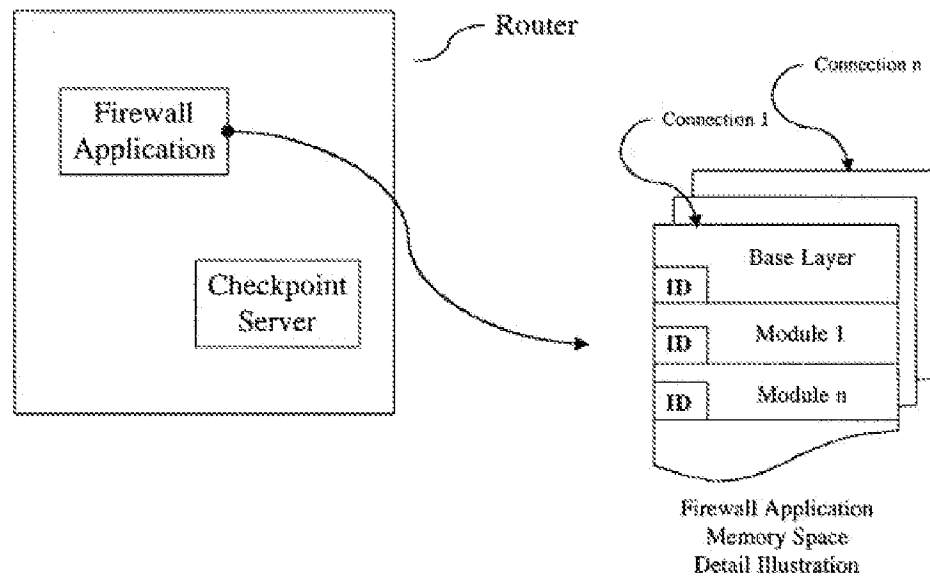 Router
Firewall
Application
Checkpoint
Server
Connection n
Connection 1
Base Layer
ID
Module 1
ID
Module n
ID
Firewall Application
Memory Space
Detail Illustration